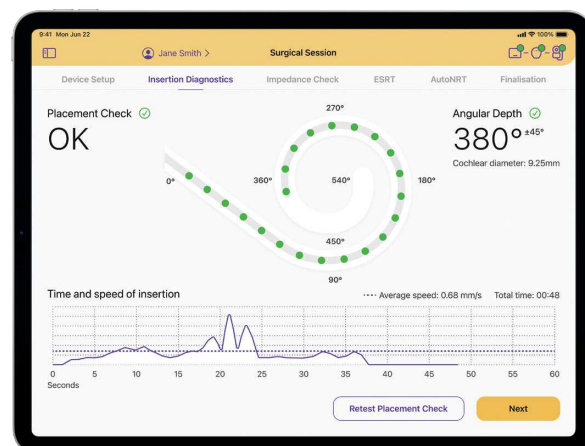 9:41 Mon Jun 22
100%
Jane Smith >
Surgical Session
Device Setup
Insertion Diagnostics
Impedance Check
ESRT
AutoNRT
Finalisation
Placement Check
OK
Angular Depth
380° ±45°
Cochlear diameter: 9.25mm
270°
0°
360°
540°
180°
450°
90°
Time and speed of insertion
Average speed: 0.68 mm/s
Total time: 00:48
0 5 10 15 20 25 30 35 40 45 50 55 60
Seconds
Retest Placement Check
Next